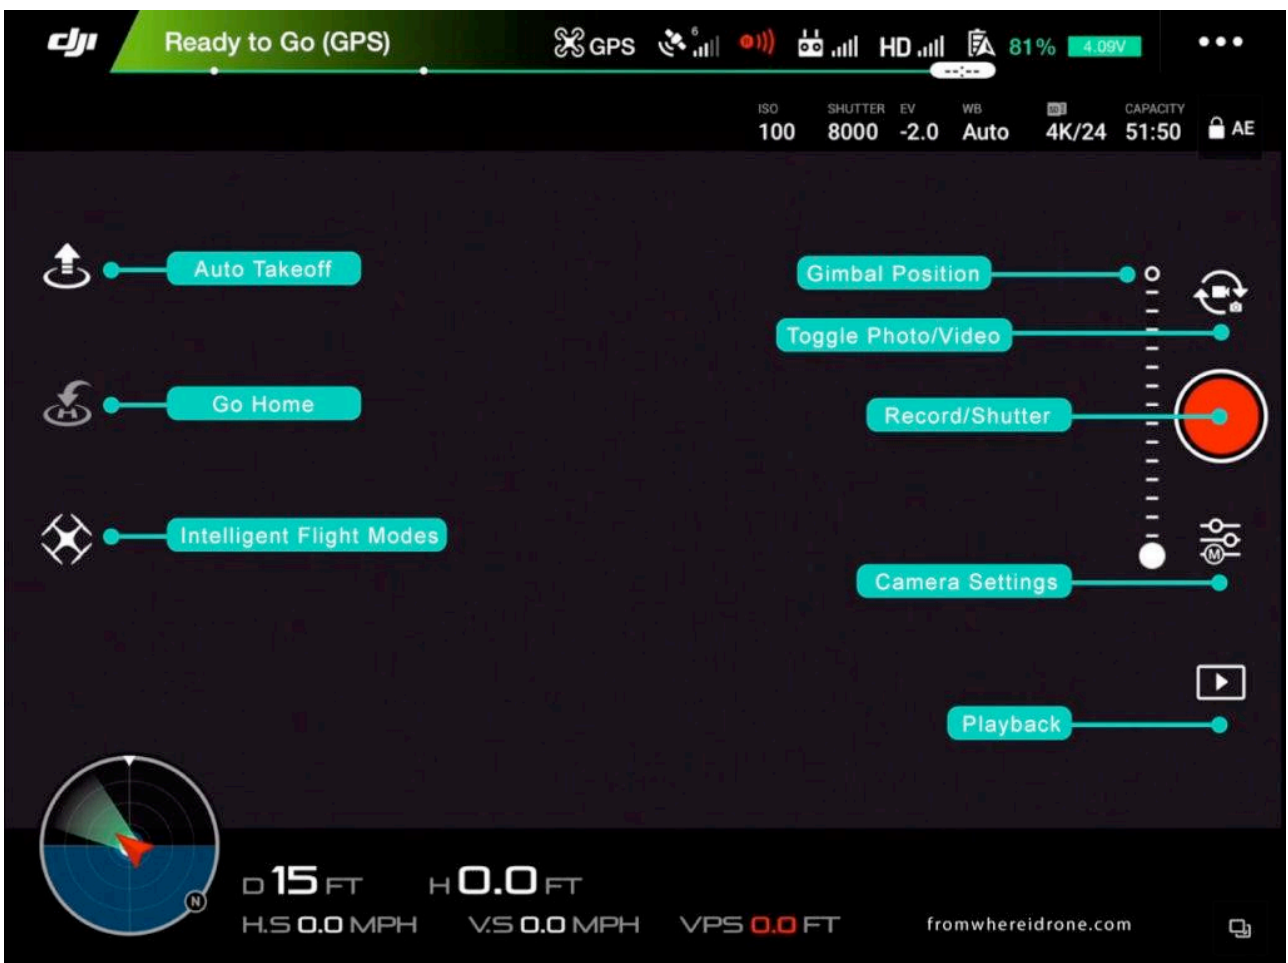 dji Ready to Go (GPS) GPS 6 HD 81% 4.09V
--:--
ISO SHUTTER EV WB CAPACITY
100 8000 -2.0 Auto 4K/24 51:50 AE
Auto Takeoff
Gimbal Position
Toggle Photo/Video
Go Home
Record/Shutter
Intelligent Flight Modes
M
Camera Settings
Playback
N
D 15 FT H 0.0 FT
H.S 0.0 MPH V.S 0.0 MPH VPS 0.0 FT fromwhereidrone.com